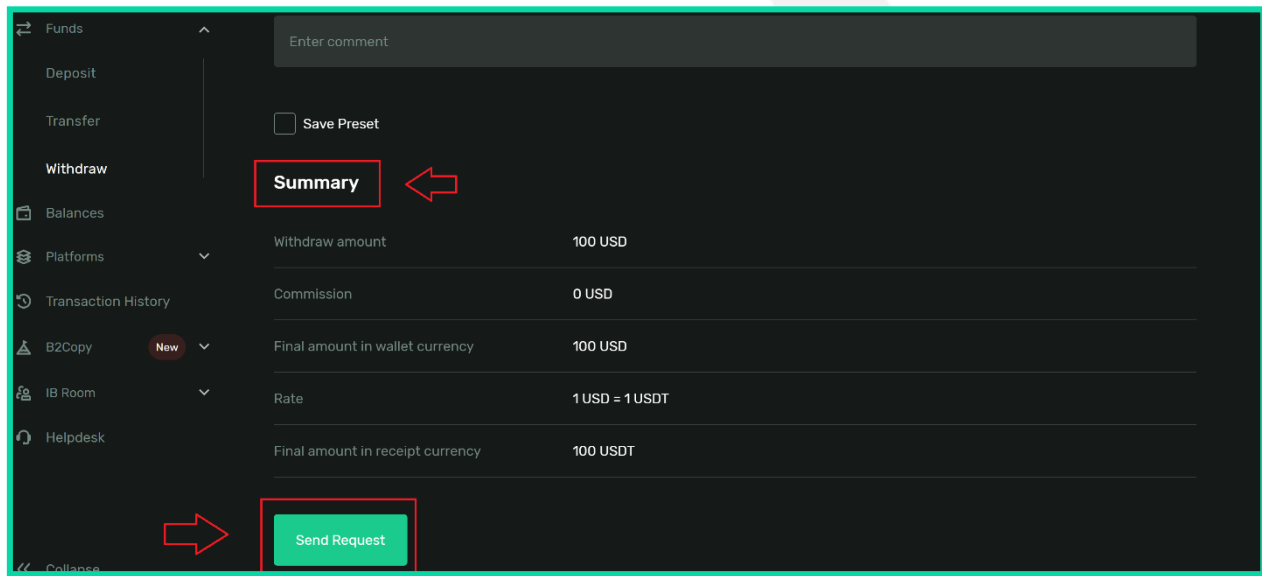 Funds
Deposit
Transfer
Withdraw
Balances
Platforms
Transaction History
B2Copy New
IB Room
Helpdesk
Collapse
Enter comment
Save Preset
Summary
Withdraw amount 100 USD
Commission 0 USD
Final amount in wallet currency 100 USD
Rate 1 USD = 1 USDT
Final amount in receipt currency 100 USDT
Send Request